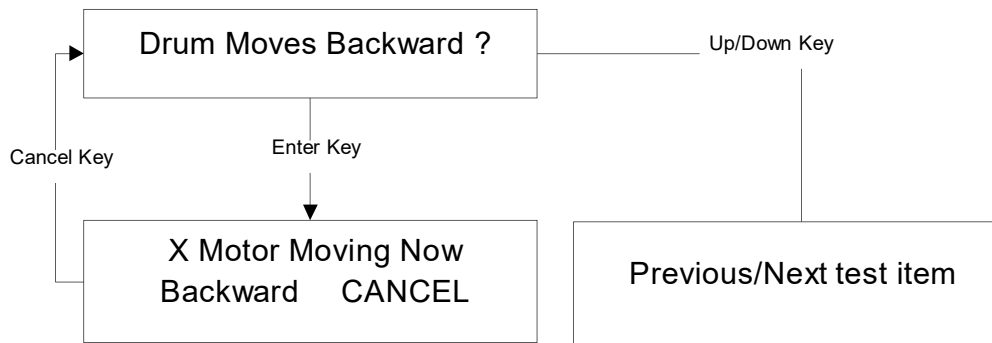 Drum Moves Backward ?
Up/Down Key
Cancel Key
Enter Key
X Motor Moving Now
Backward CANCEL
Previous/Next test item